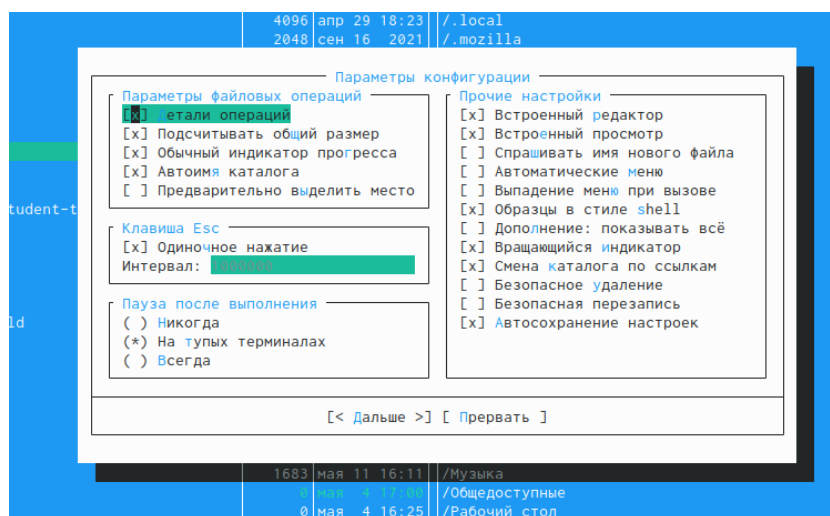 4096 апр 29 18:23 /.local
2048 сен 16 2021 /.mozilla
Параметры конфигурации
Параметры файловых операций
[x] Детали операций
[x] Подсчитывать общий размер
[x] Обычный индикатор прогресса
[x] Автоимя каталога
[ ] Предварительно выделить место
Клавиша Esc
[x] Одиночное нажатие
Интервал: 1000000
Пауза после выполнения
( ) Никогда
(*) На тупых терминалах
( ) Всегда
Прочие настройки
[x] Встроенный редактор
[x] Встроенный просмотр
[ ] Спрашивать имя нового файла
[ ] Автоматические меню
[ ] Выпадение меню при вызове
[x] Образцы в стиле shell
[ ] Дополнение: показывать всё
[x] Вращающийся индикатор
[x] Смена каталога по ссылкам
[ ] Безопасное удаление
[ ] Безопасная перезапись
[x] Автосохранение настроек
[< Дальше >] [ Прервать ]
tudent-t
ld
1683 мая 11 16:11 /Музыка
0 мая 4 17:00 /Общедоступные
0 мая 4 16:25 /Рабочий стол